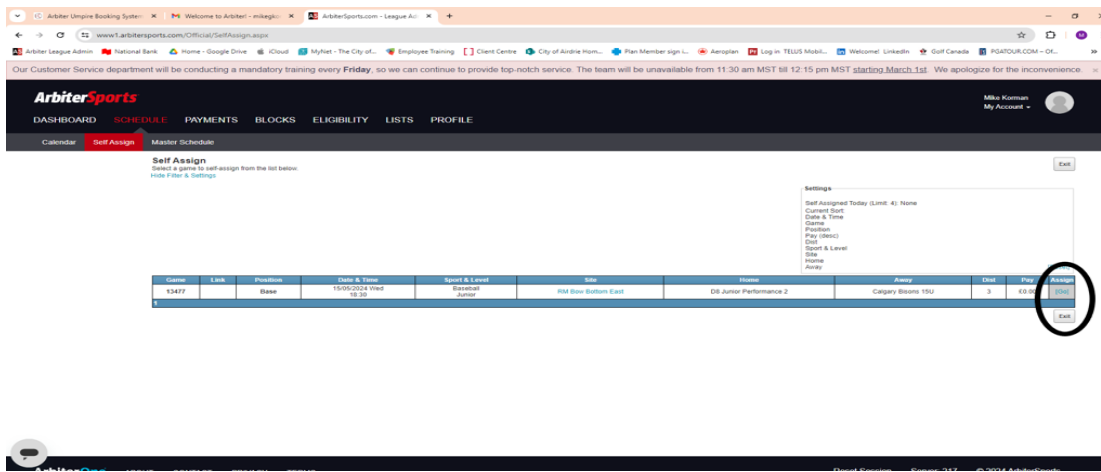 Arbiter Umpire Booking System
Welcome to Arbiter! - mikegko
ArbiterSports.com - League Ad
www1.arbitersports.com/Official/SelfAssign.aspx
Arbiter League Admin National Bank Home - Google Drive iCloud MyNet - The City of... Employee Training Client Centre City of Airdrie Hom... Plan Member sign i... Aeroplan Log in TELUS Mobil... Welcome! LinkedIn Golf Canada PGATOUR.COM – Of...
Our Customer Service department will be conducting a mandatory training every Friday, so we can continue to provide top-notch service. The team will be unavailable from 11:30 am MST till 12:15 pm MST starting March 1st. We apologize for the inconvenience.
ArbiterSports
Mike Korman
My Account
DASHBOARD SCHEDULE PAYMENTS BLOCKS ELIGIBILITY LISTS PROFILE
Calendar Self Assign Master Schedule
Self Assign
Select a game to self-assign from the list below:
Hide Filter & Settings
Exit
Settings
Self Assigned Today (Limit: 4): None
Current Sort:
Date & Time
Game
Position
Pay (desc)
Dist
Sport & Level
Site
Home
Away
Game Link Position Date & Time Sport & Level Site Home Away Dist Pay Assign
13477 Base 15/05/2024 Wed 18:30 Baseball Junior RM Bow Bottom East D8 Junior Performance 2 Calgary Bisons 15U 3 €0.00 [Go]
1
Exit
ArbiterOne ABOUT CONTACT PRIVACY TERMS Reset Session Server: 217 © 2024 ArbiterSports